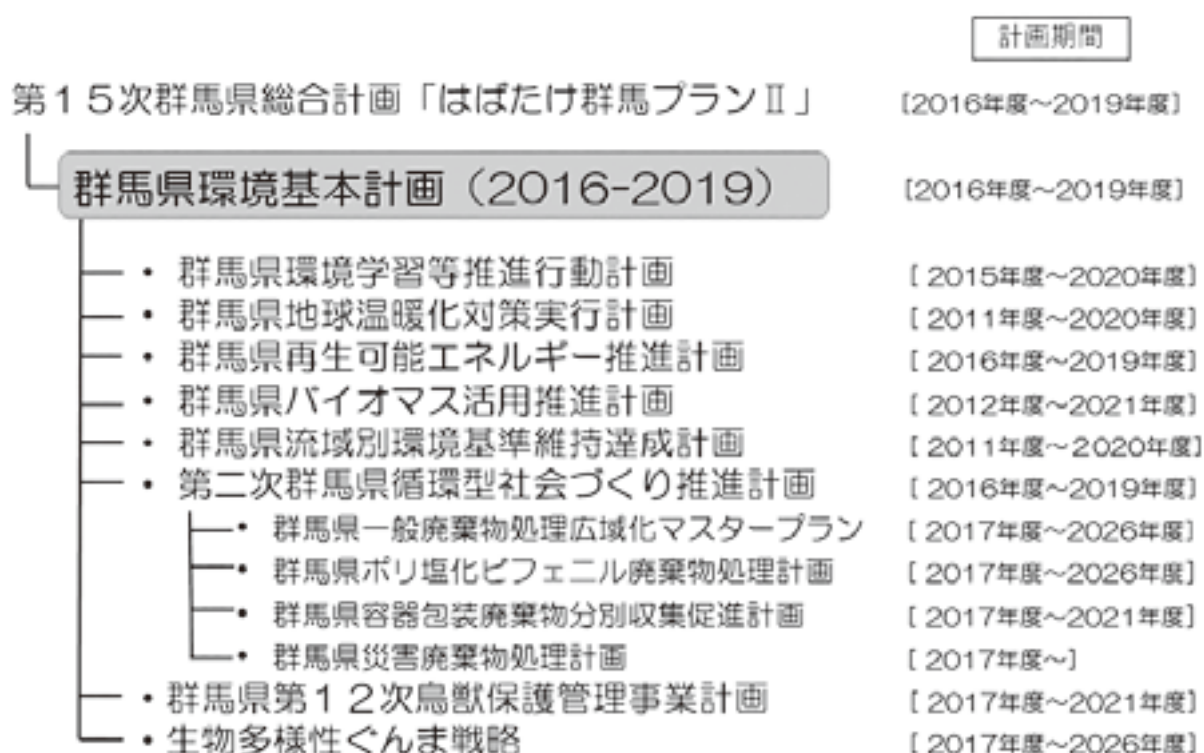 計画期間
第15次群馬県総合計画「はばたけ群馬プランⅡ」 [2016年度～2019年度]
群馬県環境基本計画（2016-2019） [2016年度～2019年度]
・ 群馬県環境学習等推進行動計画 [ 2015年度～2020年度]
・ 群馬県地球温暖化対策実行計画 [ 2011年度～2020年度]
・ 群馬県再生可能エネルギー推進計画 [ 2016年度～2019年度]
・ 群馬県バイオマス活用推進計画 [ 2012年度～2021年度]
・ 群馬県流域別環境基準維持達成計画 [ 2011年度～2020年度]
・ 第二次群馬県循環型社会づくり推進計画 [ 2016年度～2019年度]
・ 群馬県一般廃棄物処理広域化マスタープラン [ 2017年度～2026年度]
・ 群馬県ポリ塩化ビフェニル廃棄物処理計画 [ 2017年度～2026年度]
・ 群馬県容器包装廃棄物分別収集促進計画 [ 2017年度～2021年度]
・ 群馬県災害廃棄物処理計画 [ 2017年度～]
・群馬県第12次鳥獣保護管理事業計画 [ 2017年度～2021年度]
・生物多様性ぐんま戦略 [ 2017年度～2026年度]